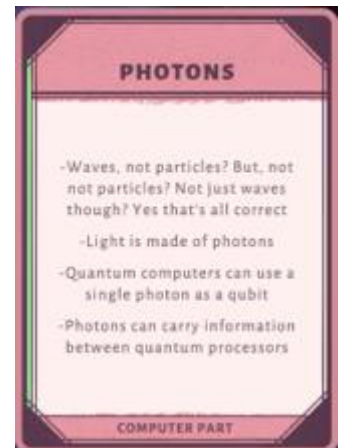 PHOTONS
-Waves, not particles? But, not
not particles? Not just waves
though? Yes that's all correct
-Light is made of photons
-Quantum computers can use a
single photon as a qubit
-Photons can carry information
between quantum processors
COMPUTER PART